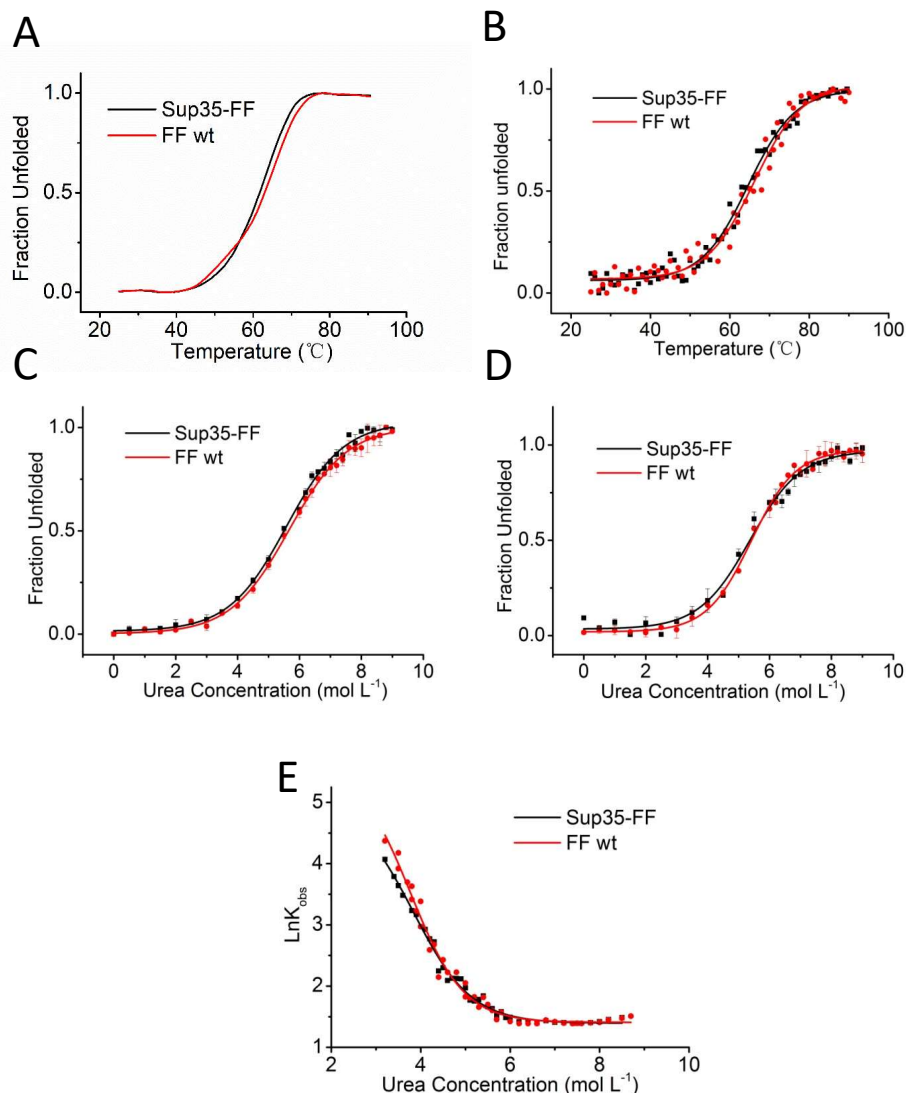 A
Fraction Unfolded
1.0
0.5
0.0
Sup35-FF
FF wt
20 40 60 80 100
Temperature (℃)
B
Fraction unfolded
1.0
0.5
0.0
Sup35-FF
FF wt
20 40 60 80 100
Temperature (℃)
C
Fraction Unfolded
1.0
0.5
0.0
Sup35-FF
FF wt
0 2 4 6 8 10
Urea Concentration (mol L⁻¹)
D
Fraction Unfolded
1.0
0.5
0.0
Sup35-FF
FF wt
0 2 4 6 8 10
Urea Concentration (mol L⁻¹)
E
LnK_obs
5
4
3
2
1
Sup35-FF
FF wt
2 4 6 8 10
Urea Concentration (mol L⁻¹)